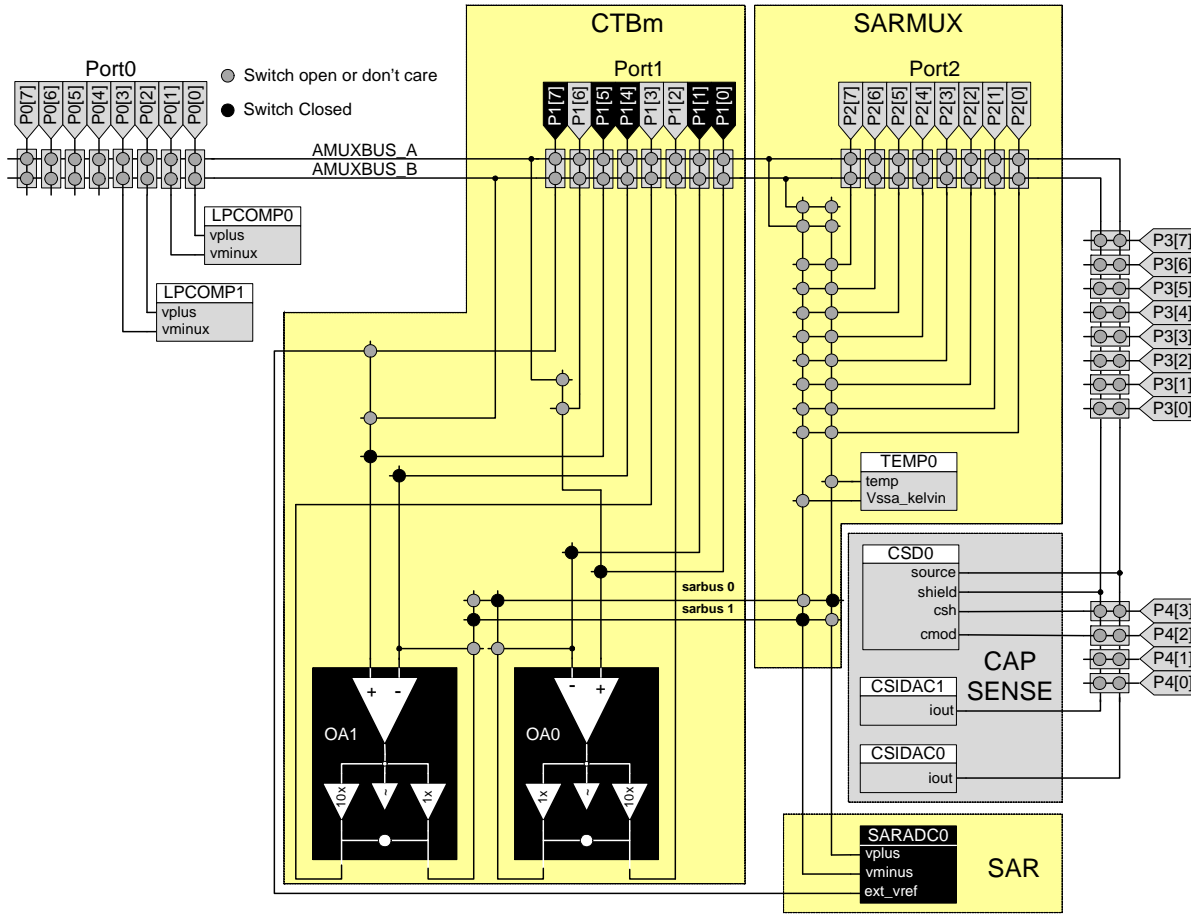 CTBm
SARMUX
Port0
Switch open or don't care
Switch Closed
Port1
Port2
P0[7]
P0[6]
P0[5]
P0[4]
P0[3]
P0[2]
P0[1]
P0[0]
P1[7]
P1[6]
P1[5]
P1[4]
P1[3]
P1[2]
P1[1]
P1[0]
P2[7]
P2[6]
P2[5]
P2[4]
P2[3]
P2[2]
P2[1]
P2[0]
AMUXBUS_A
AMUXBUS_B
LPCOMP0
vplus
vminux
LPCOMP1
vplus
vminux
P3[7]
P3[6]
P3[5]
P3[4]
P3[3]
P3[2]
P3[1]
P3[0]
TEMP0
temp
Vssa_kelvin
CSD0
source
shield
csh
cmod
sarbus 0
sarbus 1
P4[3]
P4[2]
P4[1]
P4[0]
CAP
SENSE
CSIDAC1
iout
CSIDAC0
iout
+ -
OA1
10x
~
1x
- +
OA0
1x
~
10x
SARADC0
vplus
vminus
ext_vref
SAR